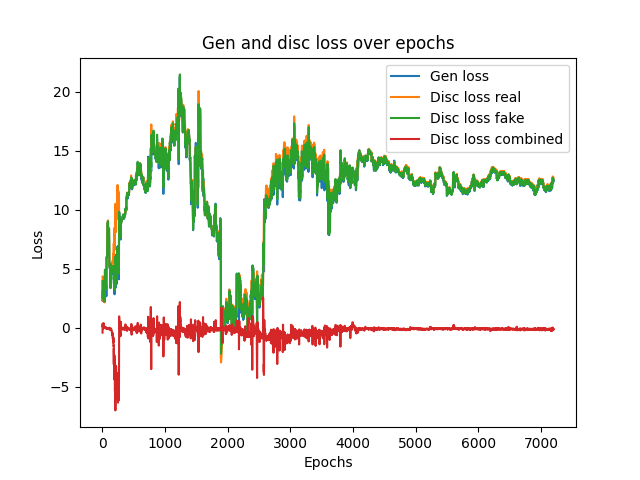 Gen and disc loss over epochs
Gen loss
Disc loss real
Disc loss fake
Disc loss combined
Loss
20
15
10
5
0
−5
0 1000 2000 3000 4000 5000 6000 7000
Epochs